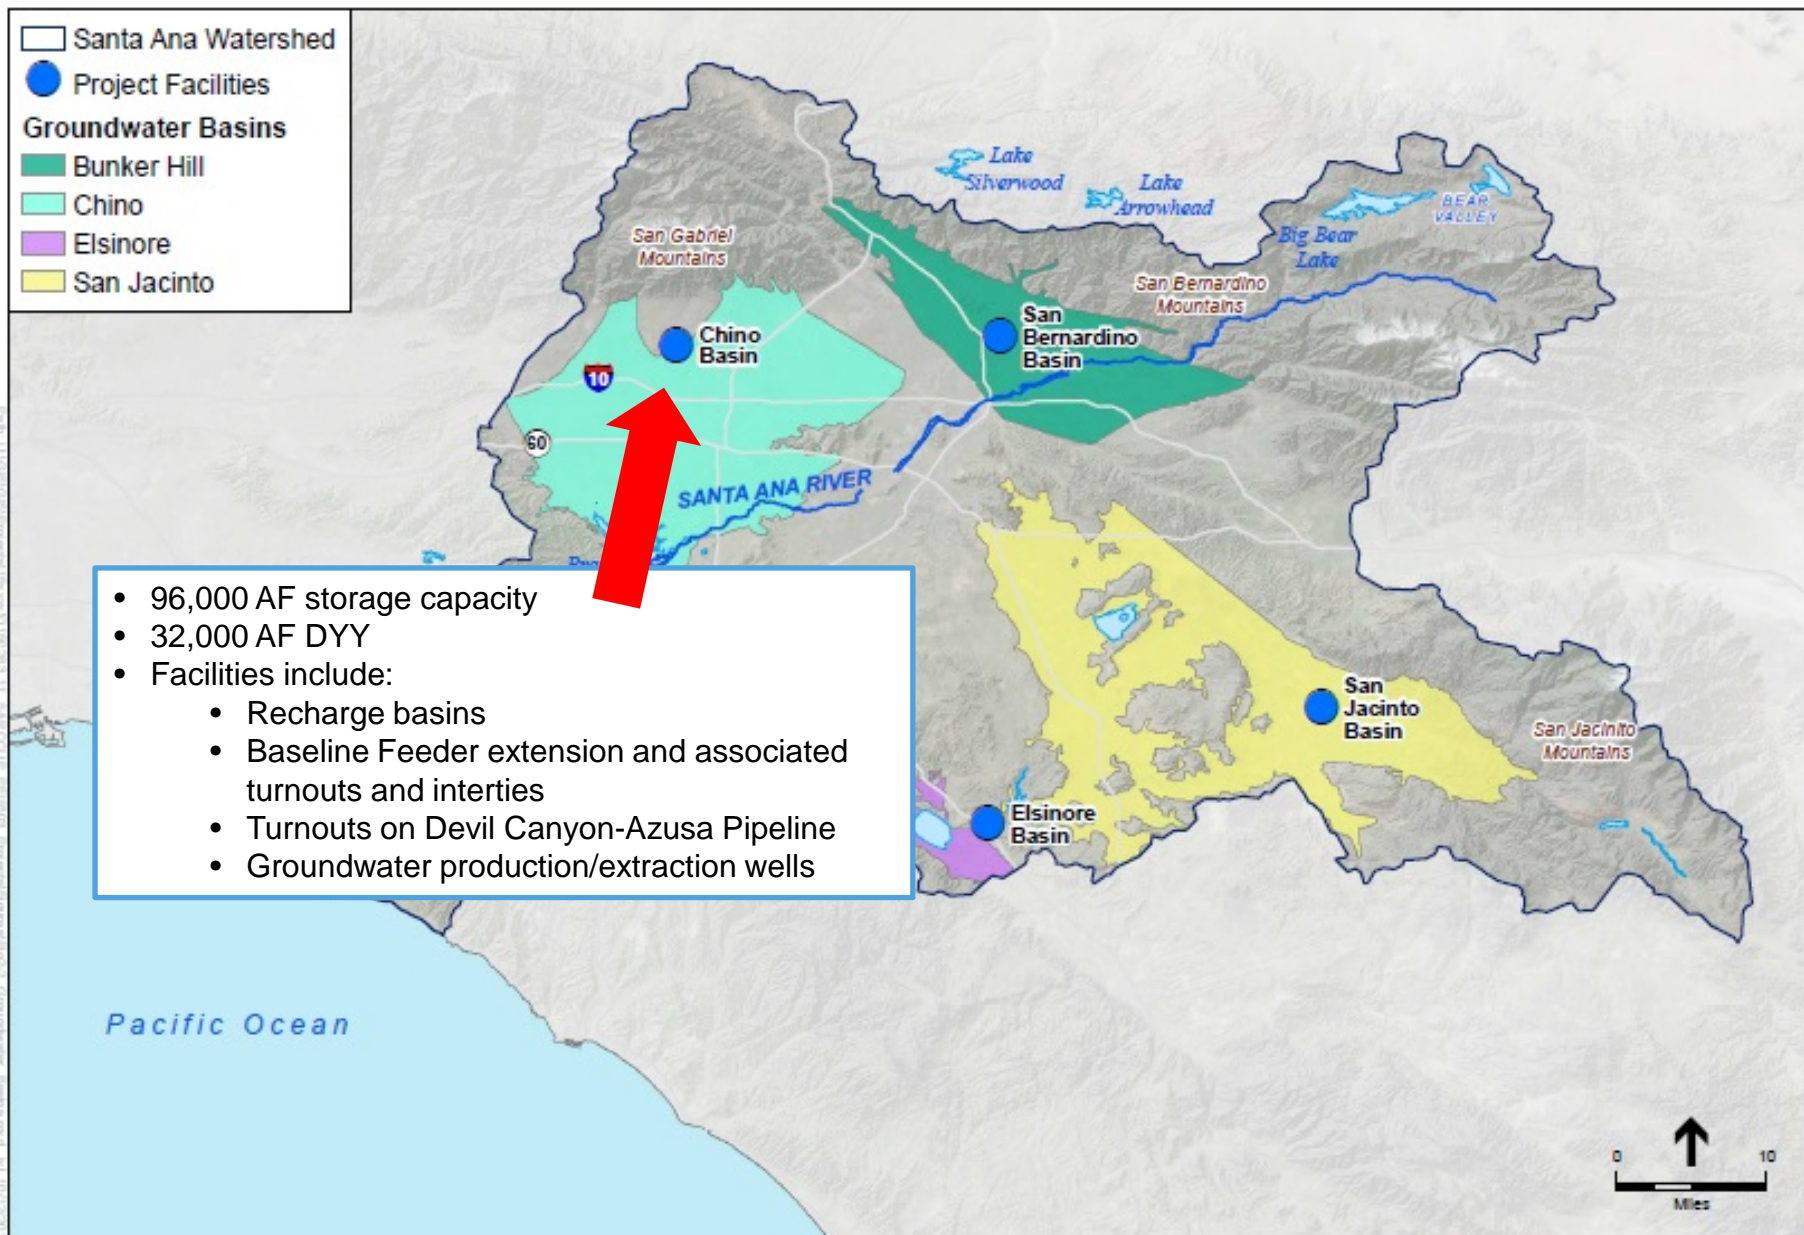 Santa Ana Watershed
Project Facilities
Groundwater Basins
Bunker Hill
Chino
Elsinore
San Jacinto
Lake
Silverwood
Lake
Arrowhead
BEAR
VALLEY
Big Bear
Lake
San Gabriel
Mountains
San Bernardino
Mountains
Chino
Basin
San
Bernardino
Basin
10
60
SANTA ANA RIVER
• 96,000 AF storage capacity
• 32,000 AF DYY
• Facilities include:
• Recharge basins
• Baseline Feeder extension and associated
turnouts and interties
• Turnouts on Devil Canyon-Azusa Pipeline
• Groundwater production/extraction wells
San
Jacinto
Basin
San Jacinito
Mountains
Elsinore
Basin
Pacific Ocean
0
10
Miles